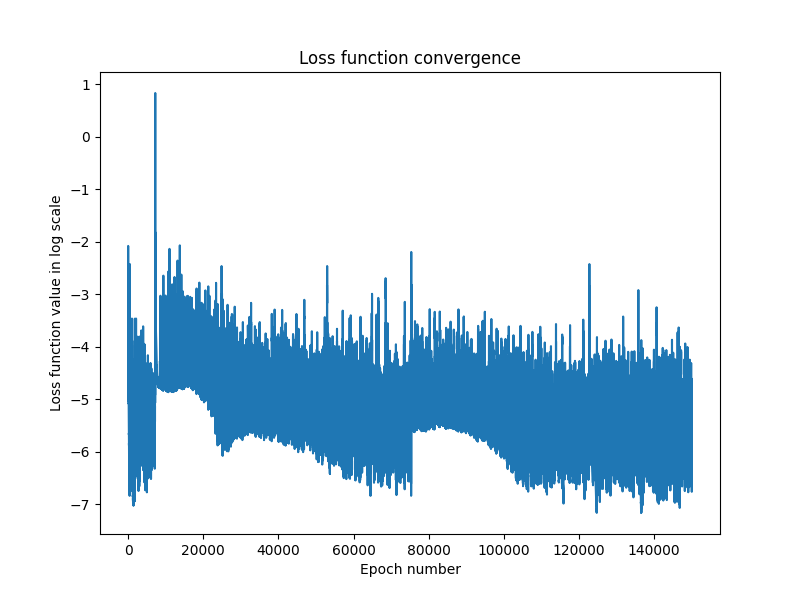 Loss function convergence
Loss function value in log scale
1
0
−1
−2
−3
−4
−5
−6
−7
0 20000 40000 60000 80000 100000 120000 140000
Epoch number